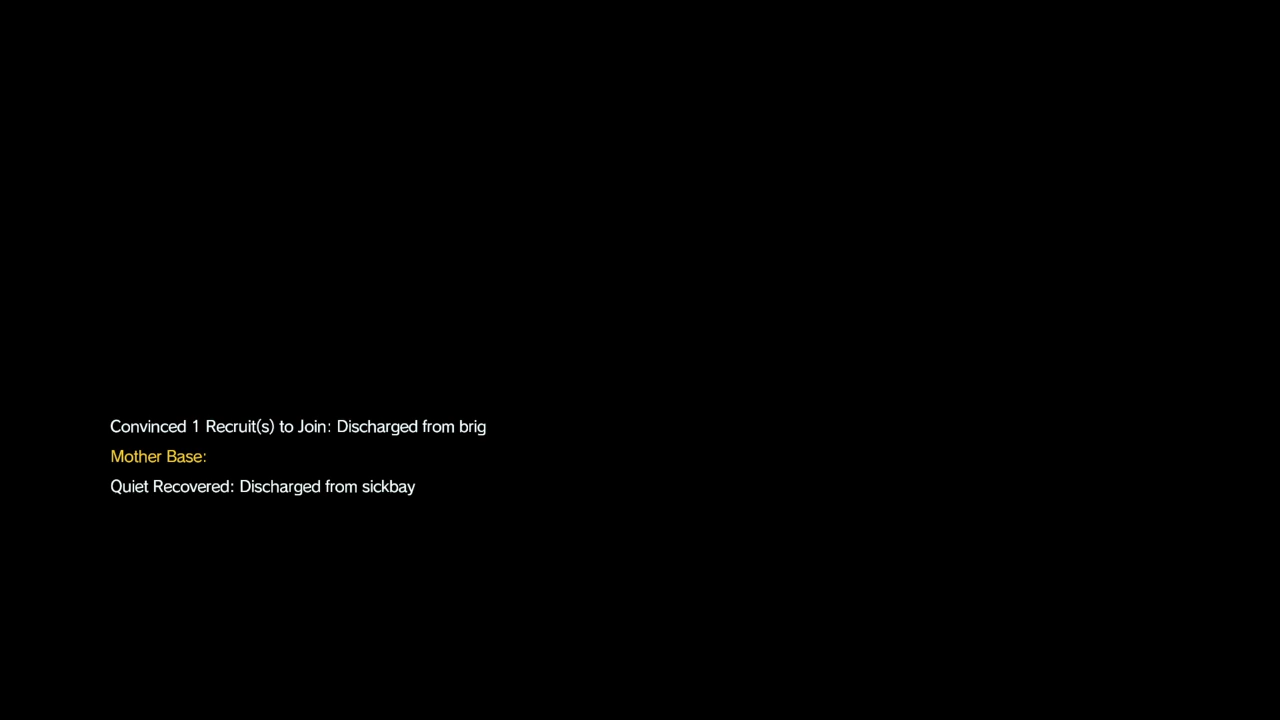 Convinced 1 Recruit(s) to Join: Discharged from brig
Mother Base:
Quiet Recovered: Discharged from sickbay